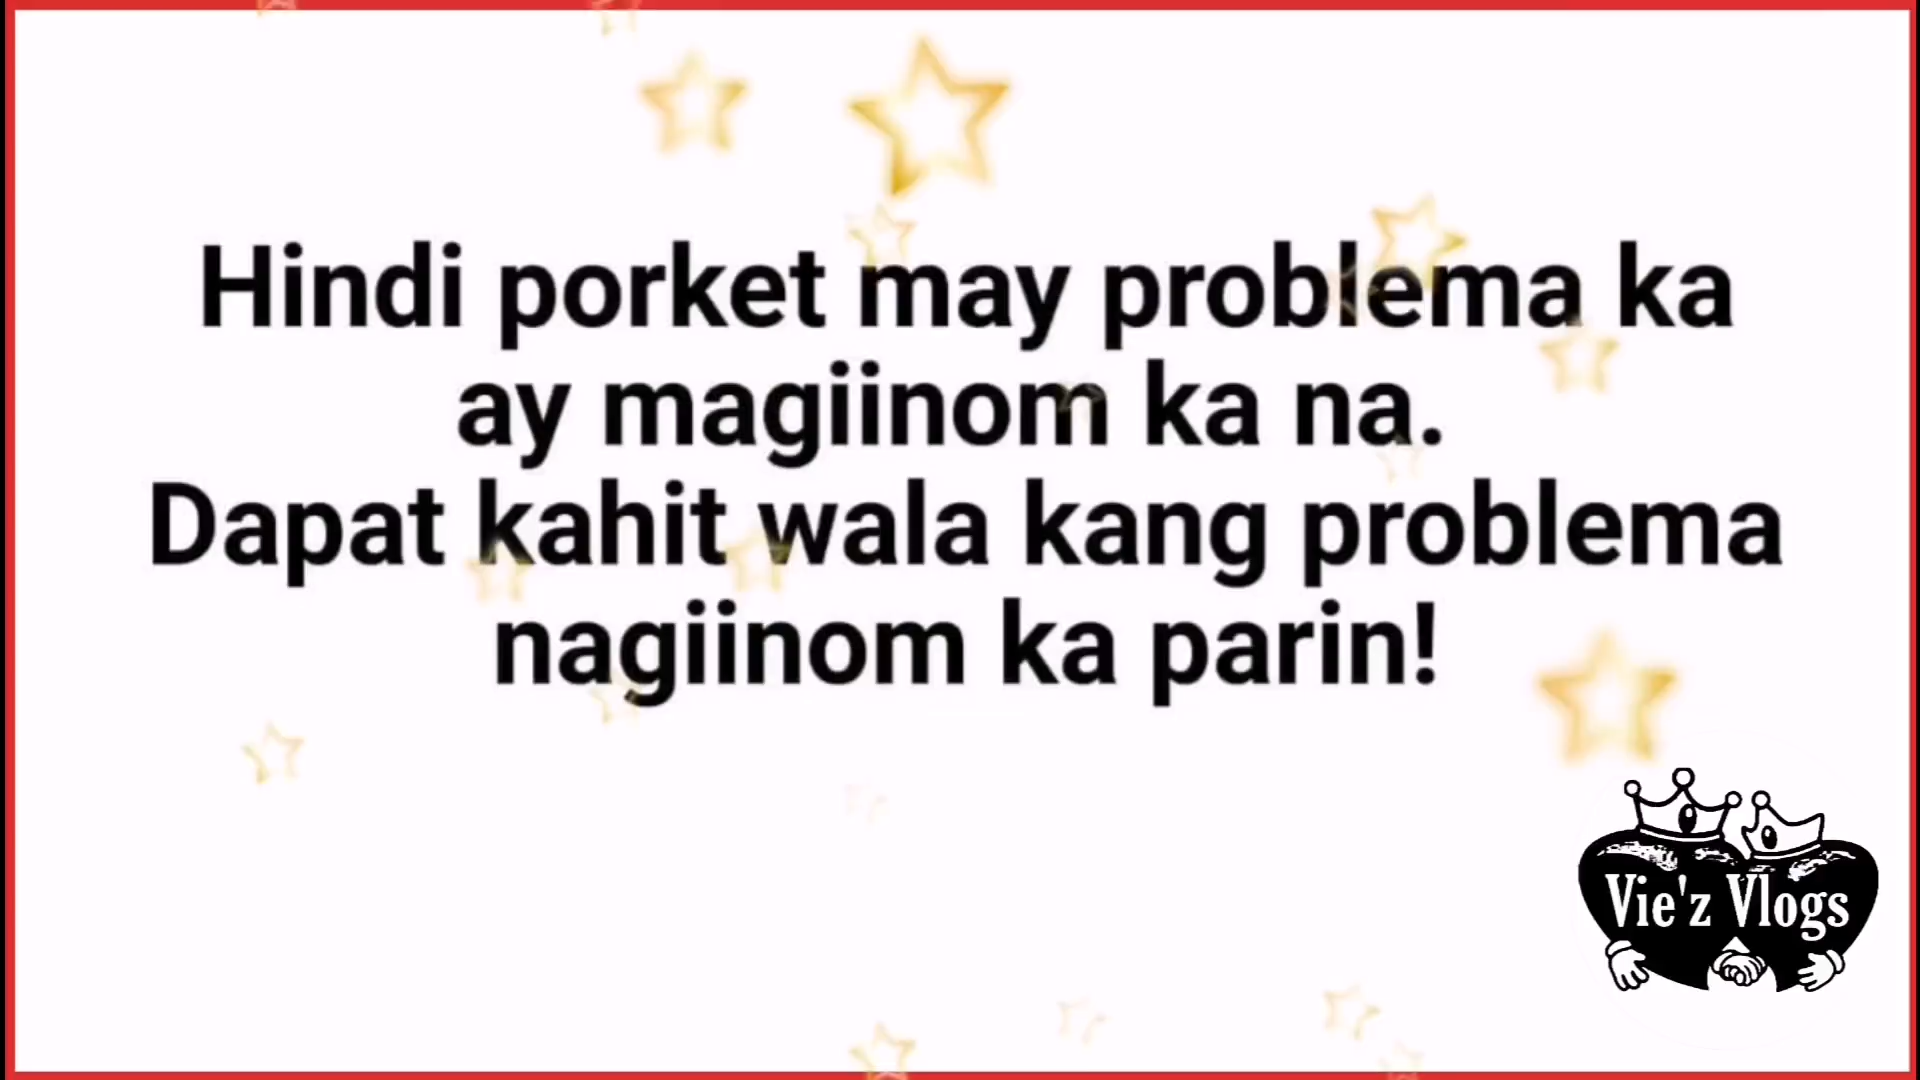 Hindi porket may problema ka
ay magiinom ka na.
Dapat kahit wala kang problema
nagiinom ka parin!
Vie'z Vlogs